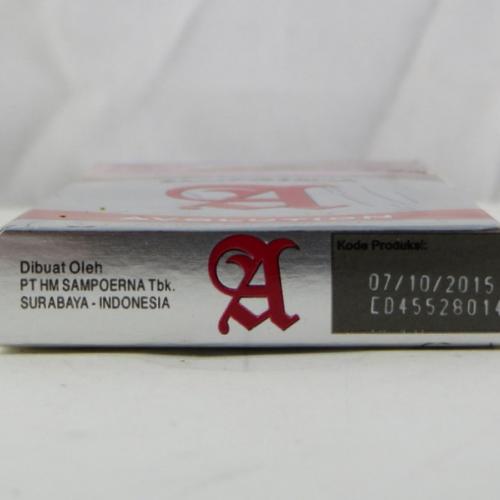 A
Dibuat Oleh
PT HM SAMPOERNA Tbk.
SURABAYA - INDONESIA
A
Kode Produksi:
07/10/2015
ED45528014